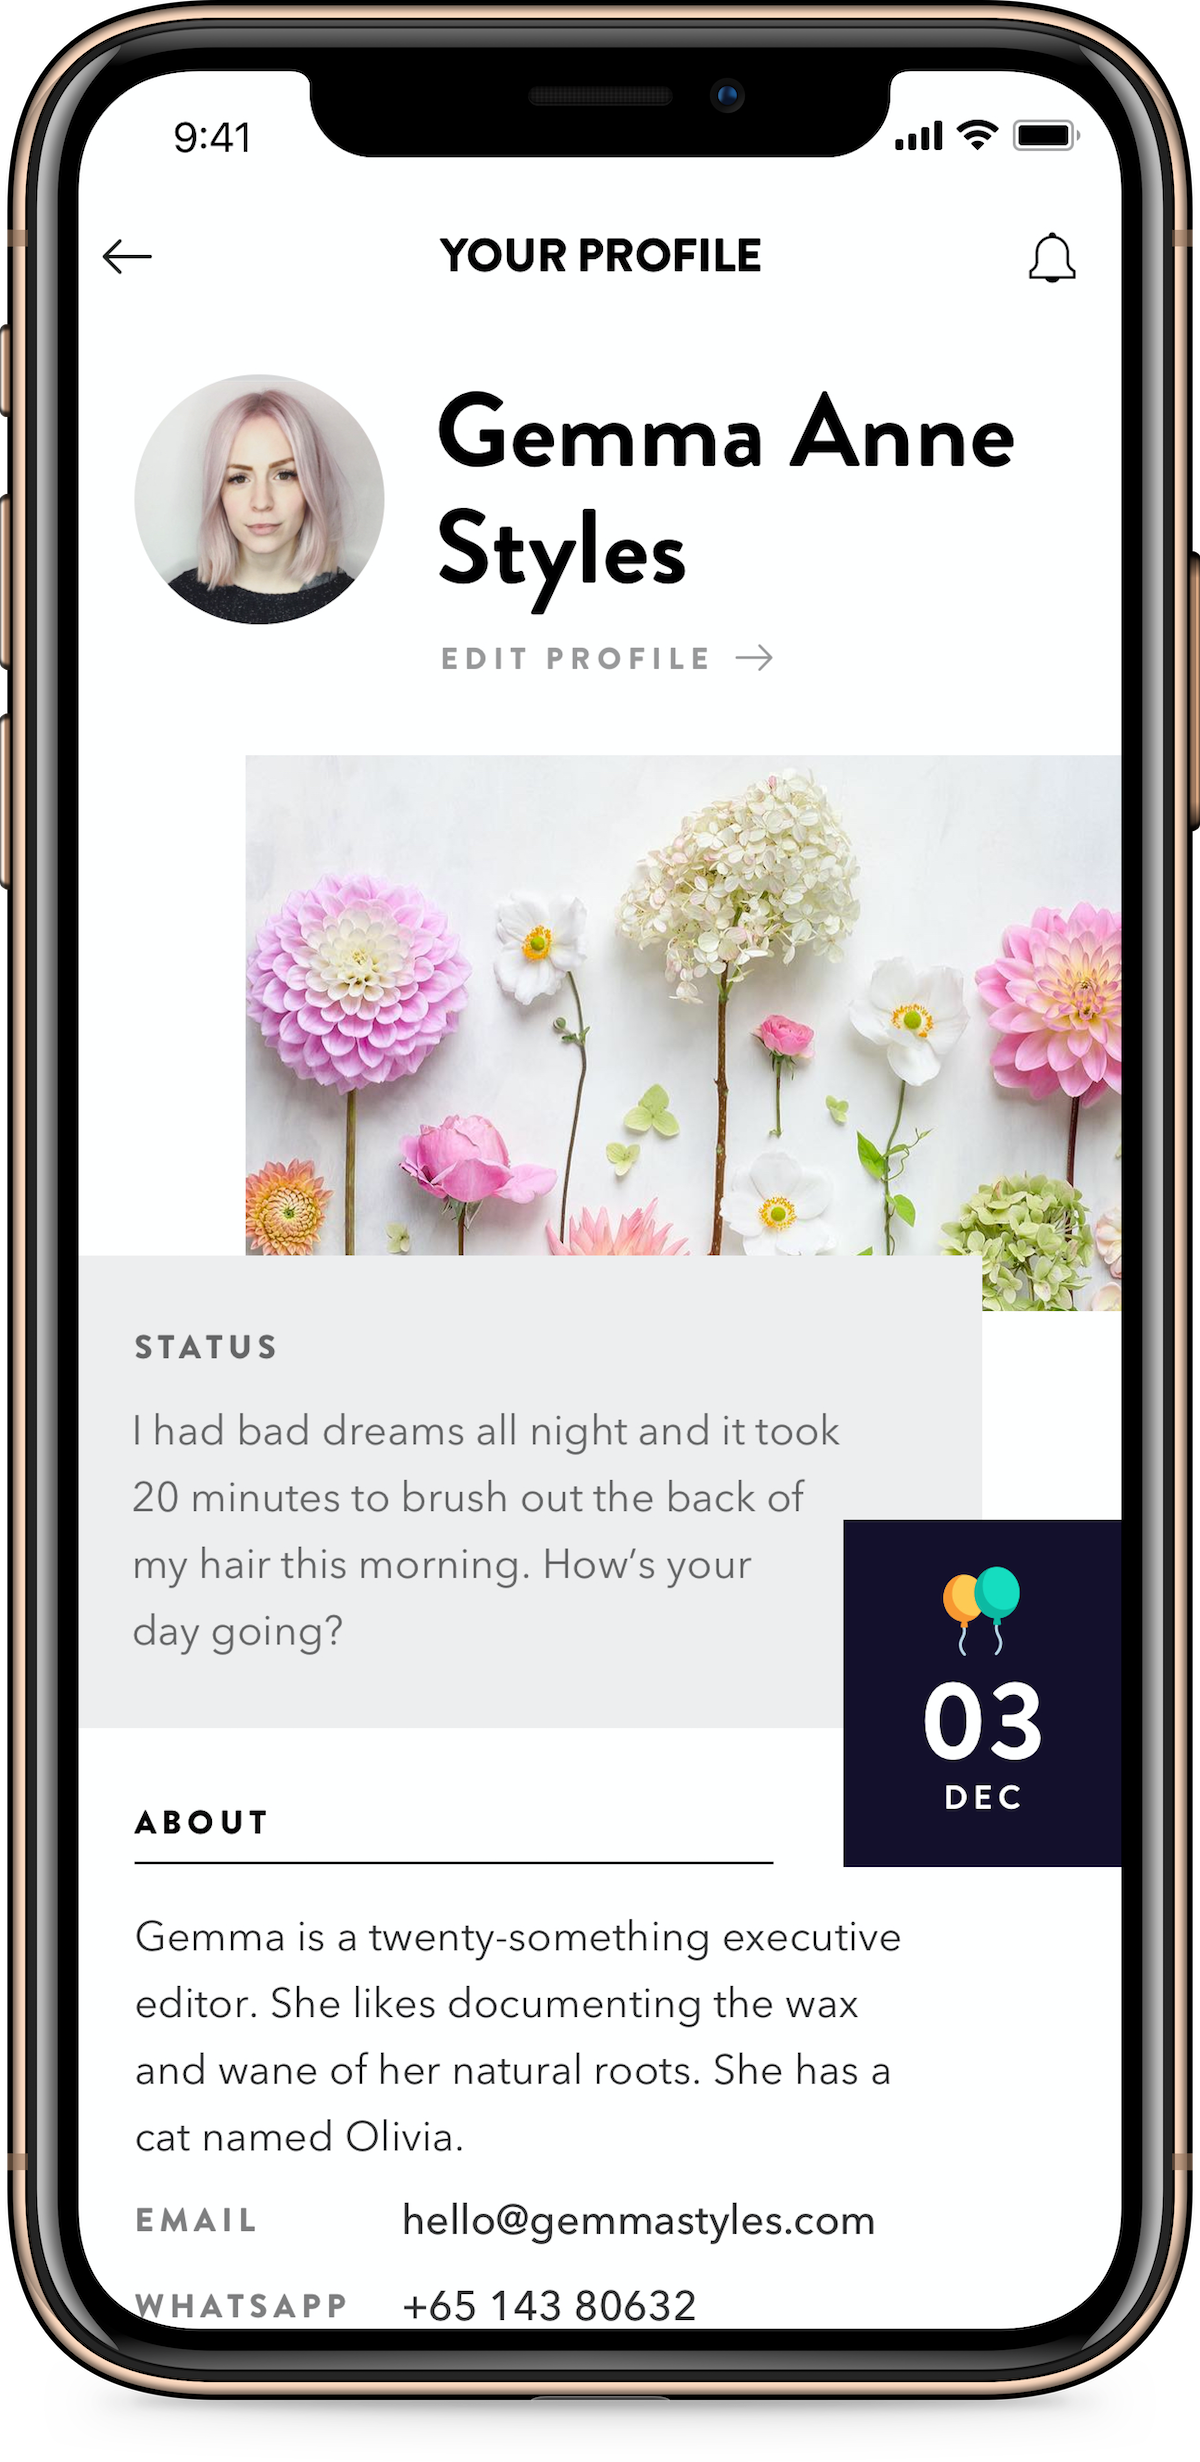 9:41
YOUR PROFILE
Gemma Anne
Styles
EDIT PROFILE
STATUS
I had bad dreams all night and it took
20 minutes to brush out the back of
my hair this morning. How’s your
day going?
03
DEC
ABOUT
Gemma is a twenty-something executive
editor. She likes documenting the wax
and wane of her natural roots. She has a
cat named Olivia.
EMAIL hello@gemmastyles.com
WHATSAPP +65 143 80632